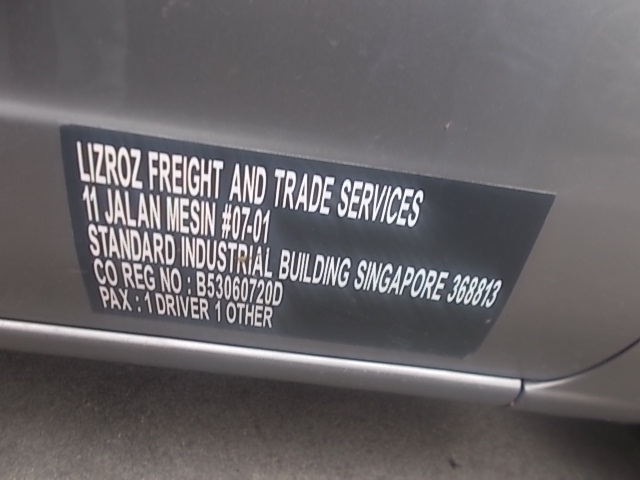 LIZROZ FREIGHT AND TRADE SERVICES
11 JALAN MESIN #07-01
STANDARD INDUSTRIAL BUILDING SINGAPORE 368813
CO REG NO : B53060720D
PAX : 1 DRIVER 1 OTHER